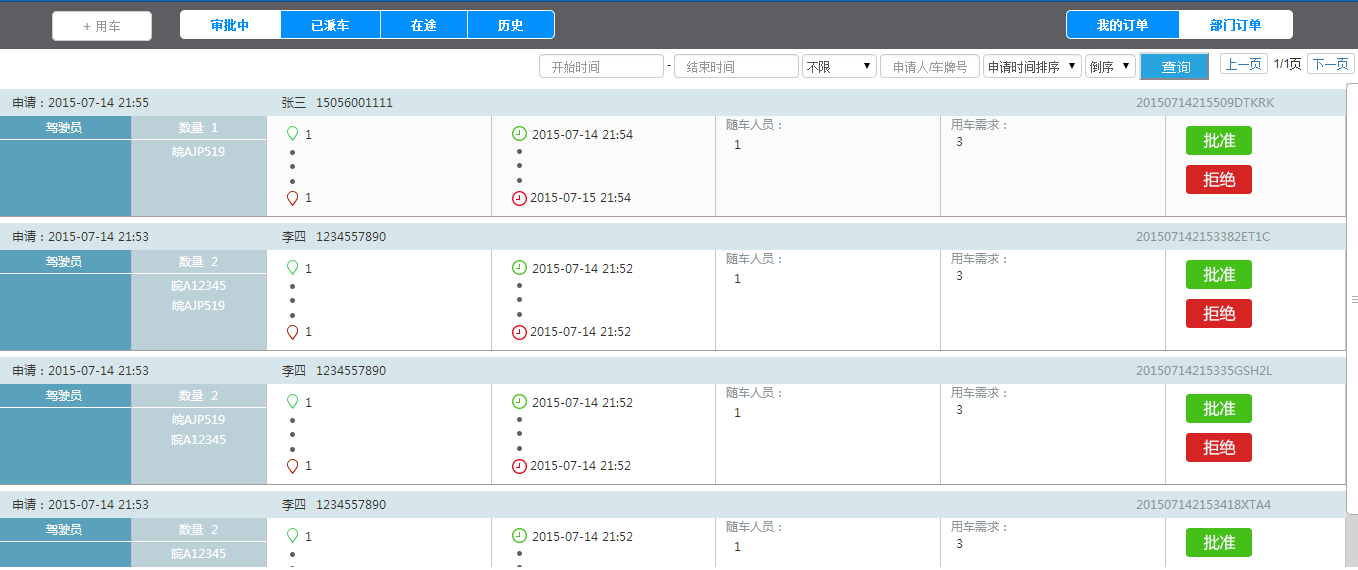 + 用车 审批中 已派车 在途 历史 我的订单 部门订单
开始时间 - 结束时间 不限 申请人/车牌号 申请时间排序 倒序 查询 上一页 1/1页 下一页
申请：2015-07-14 21:55 张三 15056001111 20150714215509DTKRK
驾驶员 数量 1 1 2015-07-14 21:54 随车人员： 用车需求： 批准
皖AJP519 1 3
1 2015-07-15 21:54 拒绝
申请：2015-07-14 21:53 李四 1234557890 201507142153382ET1C
驾驶员 数量 2 1 2015-07-14 21:52 随车人员： 用车需求： 批准
皖A12345 1 3
皖AJP519 拒绝
1 2015-07-14 21:52
申请：2015-07-14 21:53 李四 1234557890 20150714215335GSH2L
驾驶员 数量 2 1 2015-07-14 21:52 随车人员： 用车需求： 批准
皖AJP519 1 3
皖A12345 拒绝
1 2015-07-14 21:52
申请：2015-07-14 21:53 李四 1234557890 201507142153418XTA4
驾驶员 数量 2 1 2015-07-14 21:52 随车人员： 用车需求： 批准
皖A12345 1 3